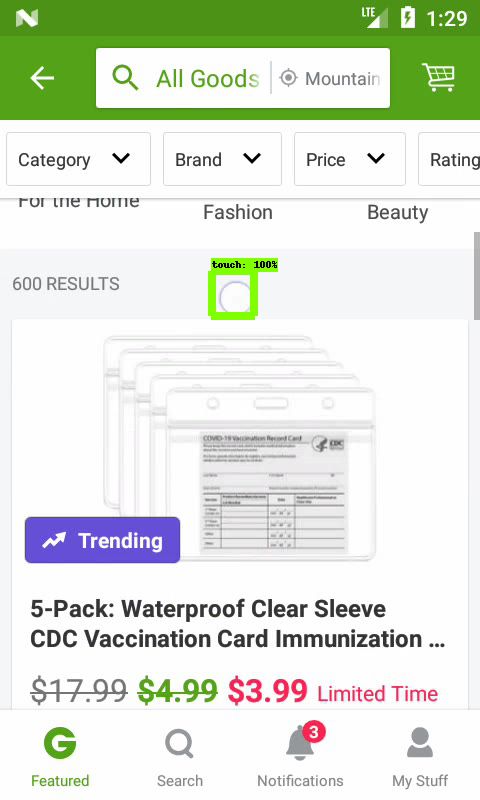 LTE 1:29
All Goods Mountain
Category Brand Price Rating
For the Home Fashion Beauty
touch: 100%
600 RESULTS
COVID-19 Vaccination Record Card
CDC
Trending
5-Pack: Waterproof Clear Sleeve
CDC Vaccination Card Immunization ...
$17.99 $4.99 $3.99 Limited Time
3
Featured Search Notifications My Stuff